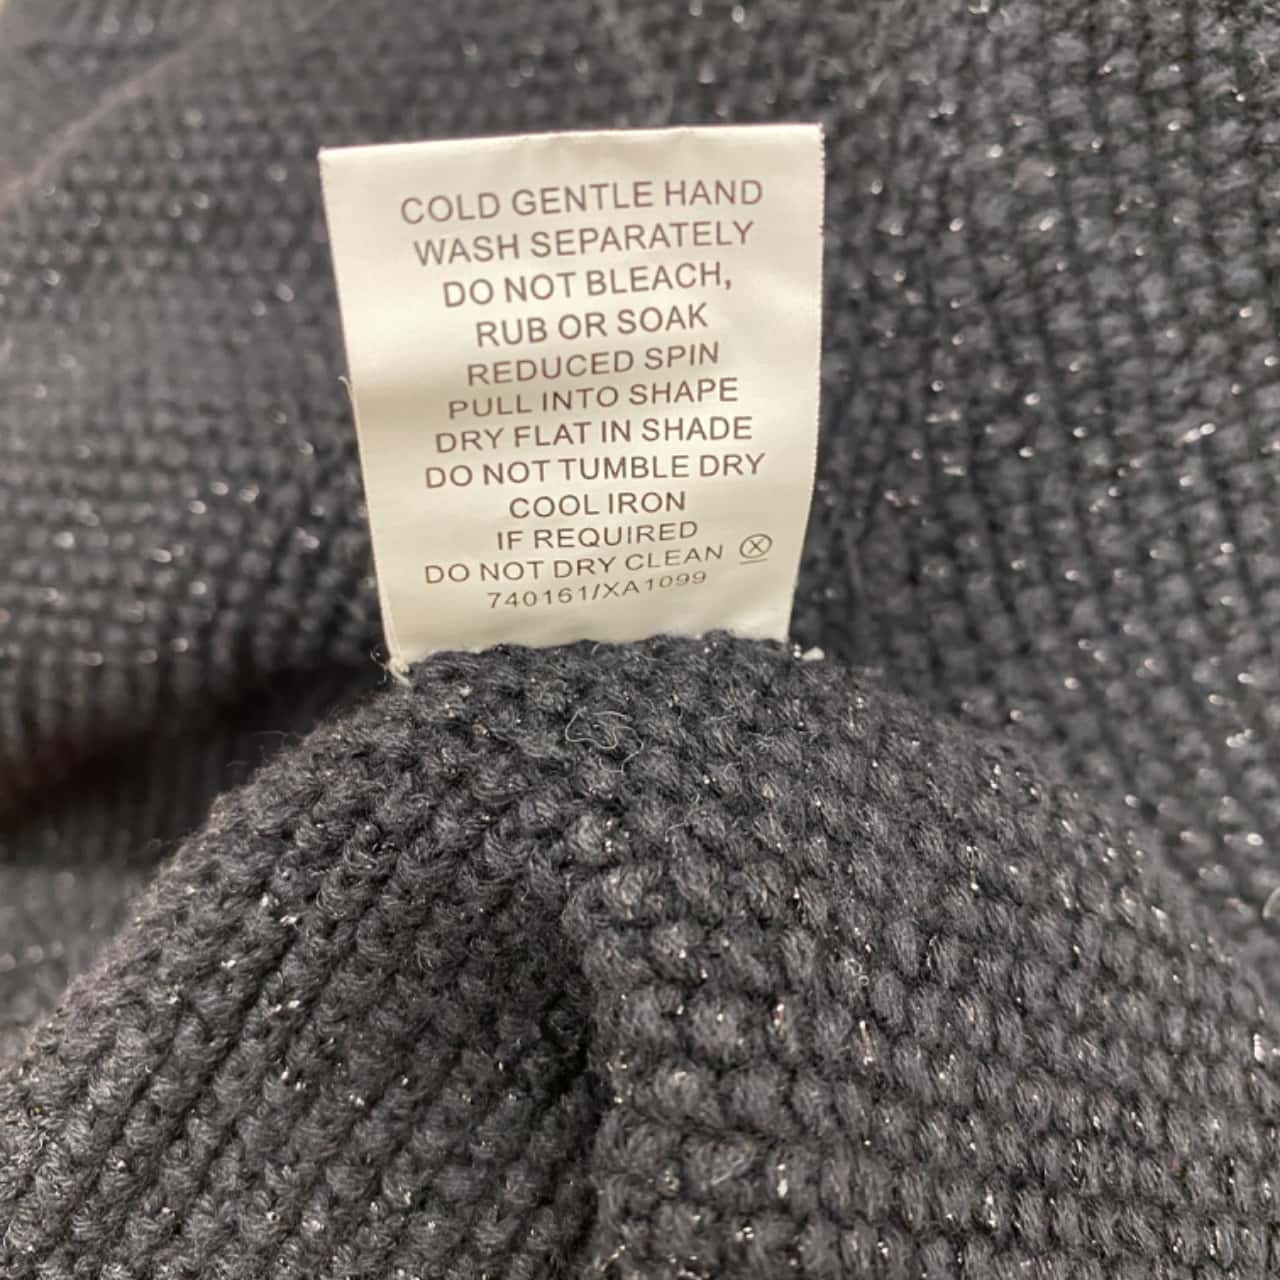 COLD GENTLE HAND
WASH SEPARATELY
DO NOT BLEACH,
RUB OR SOAK
REDUCED SPIN
PULL INTO SHAPE
DRY FLAT IN SHADE
DO NOT TUMBLE DRY
COOL IRON
IF REQUIRED
DO NOT DRY CLEAN
740161/XA1099